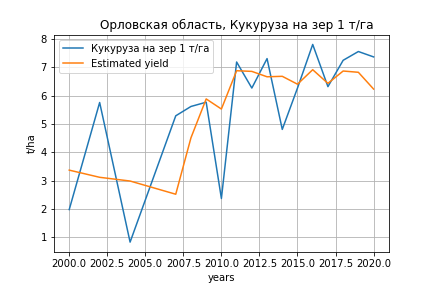 Орловская область, Кукуруза на зер 1 т/га
Кукуруза на зер 1 т/га
Estimated yield
t/ha
8
7
6
5
4
3
2
1
2000.0 2002.5 2005.0 2007.5 2010.0 2012.5 2015.0 2017.5 2020.0
years